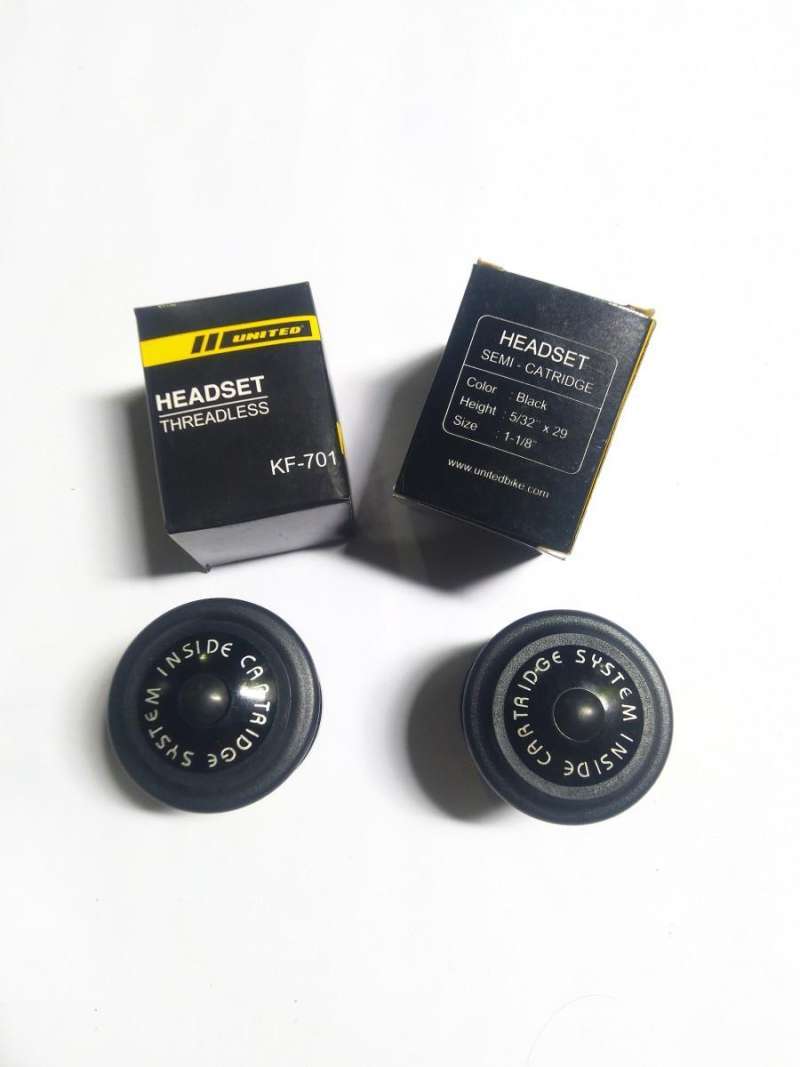 UNITED
HEADSET
THREADLESS
KF-701
HEADSET
SEMI - CATRIDGE
Color : Black
Height : 5/32" x 29
Size : 1-1/8"
www.unitedbike.com
CARTRIDGE SYSTEM INSIDE
CARTRIDGE SYSTEM INSIDE